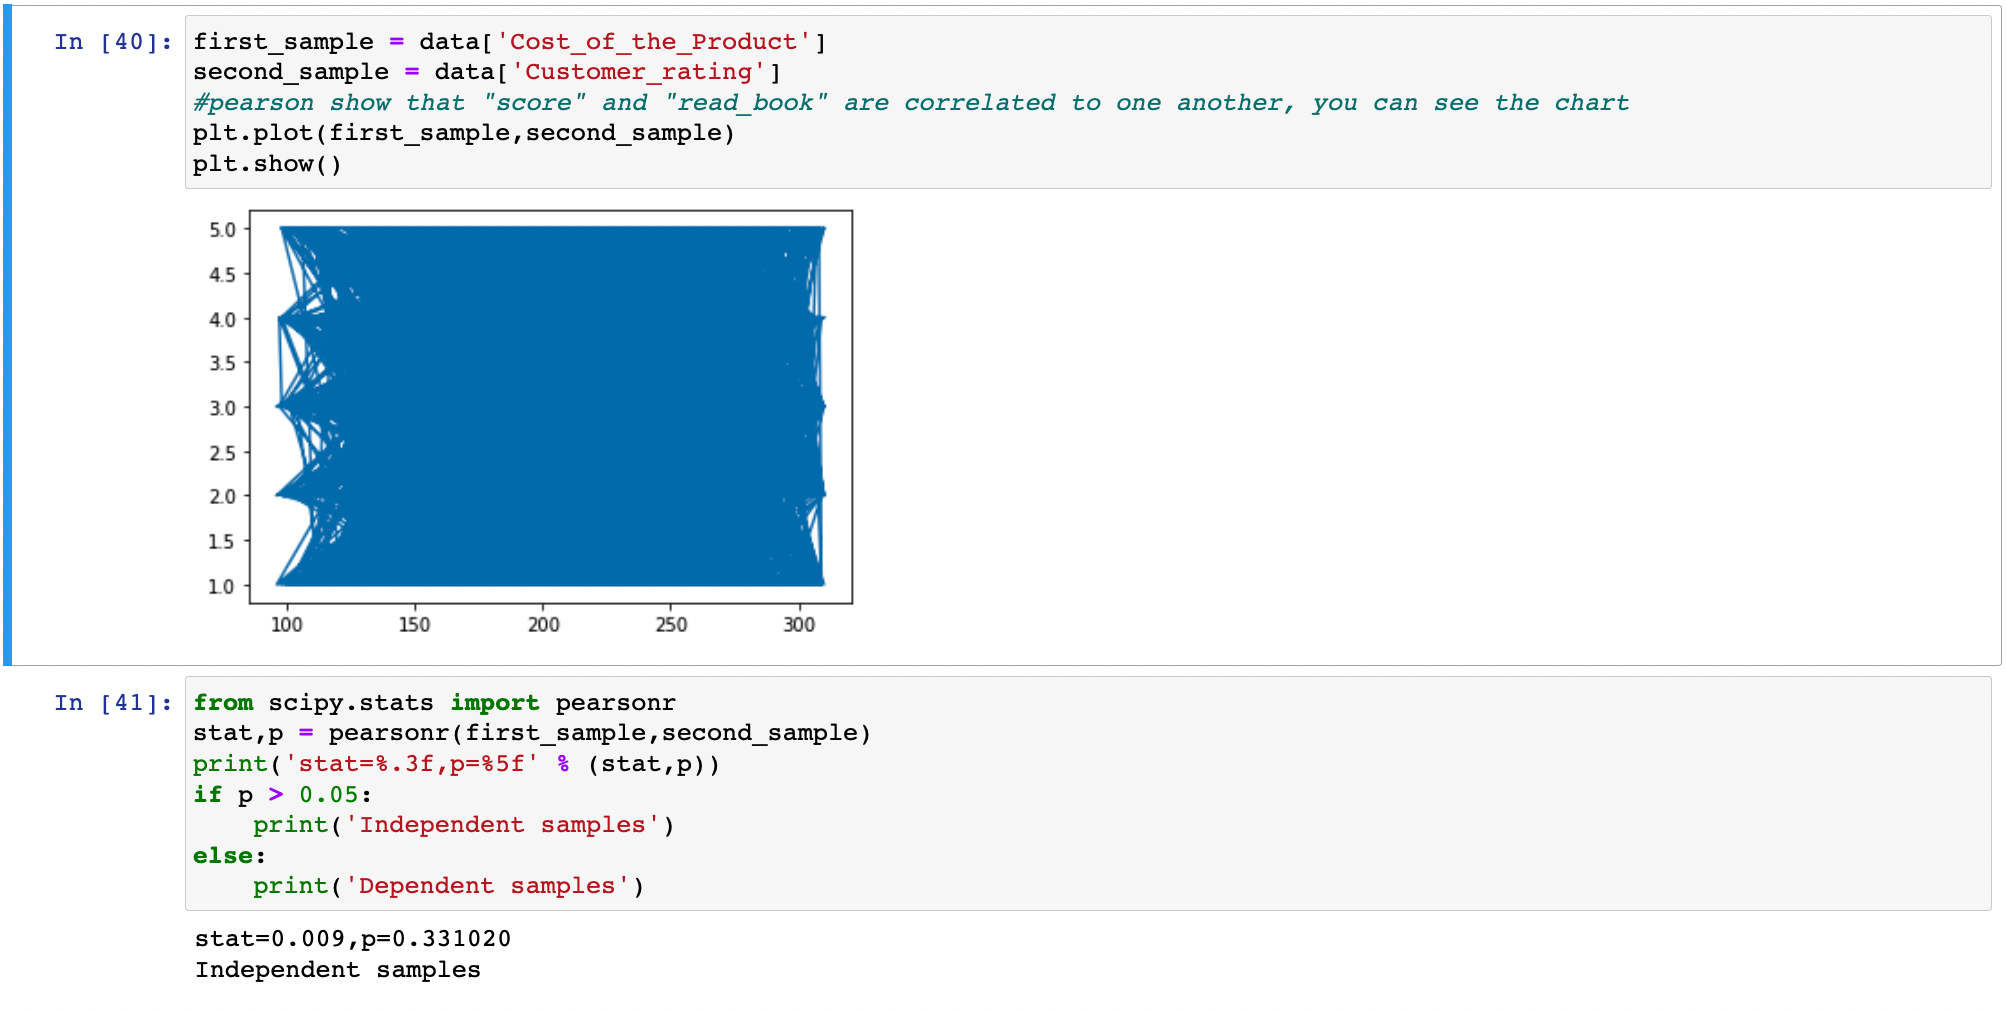 In [40]:
first_sample = data['Cost_of_the_Product']
second_sample = data['Customer_rating']
#pearson show that "score" and "read_book" are correlated to one another, you can see the chart
plt.plot(first_sample,second_sample)
plt.show()
5.0
4.5
4.0
3.5
3.0
2.5
2.0
1.5
1.0
100 150 200 250 300
In [41]:
from scipy.stats import pearsonr
stat,p = pearsonr(first_sample,second_sample)
print('stat=%.3f,p=%5f' % (stat,p))
if p > 0.05:
    print('Independent samples')
else:
    print('Dependent samples')
stat=0.009,p=0.331020
Independent samples